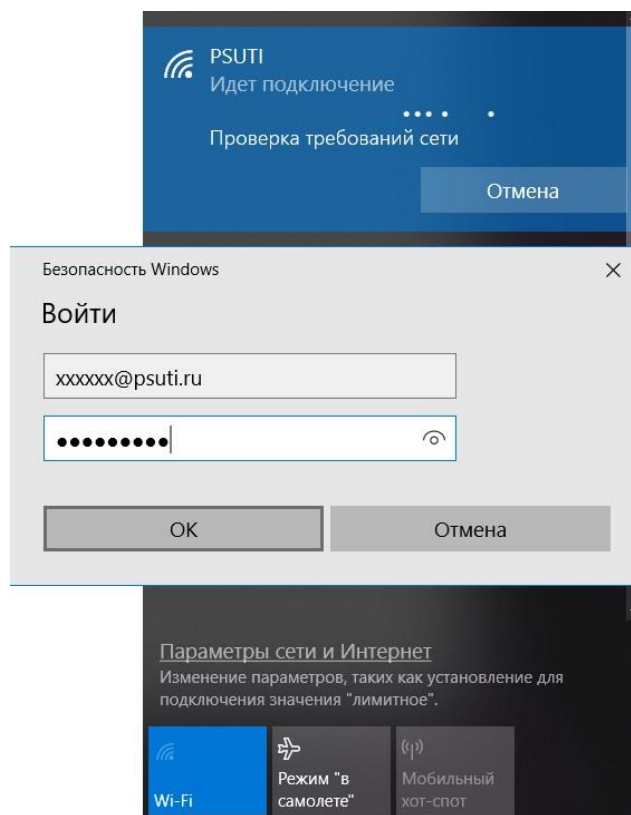 PSUTI
Идет подключение
Проверка требований сети
Отмена
Безопасность Windows
Войти
xxxxxx@psuti.ru
●●●●●●●●●
ОК
Отмена
Параметры сети и Интернет
Изменение параметров, таких как установление для
подключения значения "лимитное".
Wi-Fi
Режим "в
самолете"
Мобильный
хот-спот